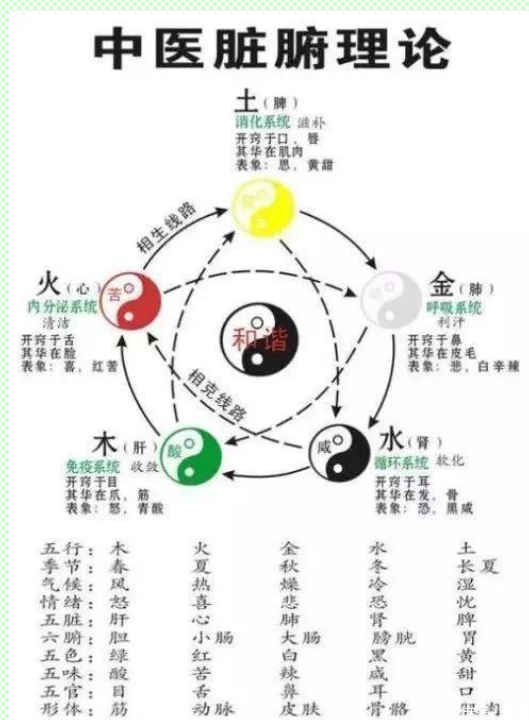 中医脏腑理论
土（脾）
消化系统 滋补
开窍于口、唇
其华在肌肉
表象：思，黄甜
相生线路
火（心）
内分泌系统
清洁
开窍于舌
其华在脸
表象：喜，红苦
苦
金（肺）
呼吸系统
利汗
开窍于鼻
其华在皮毛
表象：悲，白辛辣
和谐
相克线路
木（肝）
免疫系统 收敛
开窍于目
其华在爪，筋
表象：怒，青酸
酸
咸
水（肾）
循环系统 软化
开窍于耳
其华在发，骨
表象：恐，黑咸
五行：木 火 金 水 土
季节：春 夏 秋 冬 长夏
气候：风 热 燥 冷 湿
情绪：怒 喜 悲 恐 忧
五脏：肝 心 肺 肾 脾
六腑：胆 小肠 大肠 膀胱 胃
五色：绿 红 白 黑 黄
五味：酸 苦 辣 咸 甜
五官：目 舌 鼻 耳 口
形体：筋 动脉 皮肤 骨骼 肉